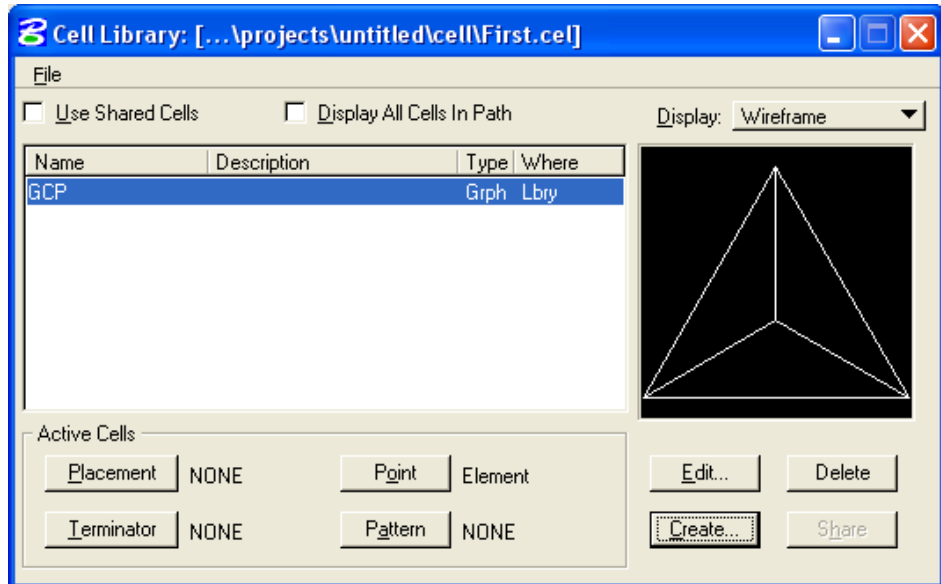 Cell Library: [...\projects\untitled\cell\First.cel]
File
Use Shared Cells Display All Cells In Path Display: Wireframe
Name Description Type Where
GCP Grph Lbry
Active Cells
Placement NONE Point Element Edit... Delete
Terminator NONE Pattern NONE Create... Share